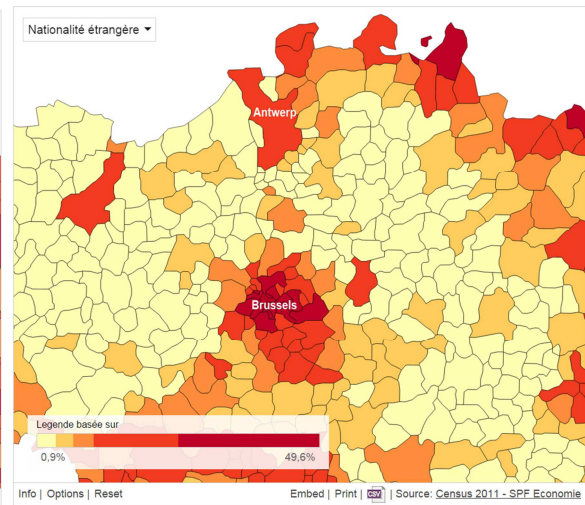 Nationalité étrangère
Antwerp
Brussels
Legende basée sur
0,9% 49,6%
Info | Options | Reset Embed | Print | CSV | Source: Census 2011 - SPF Economie